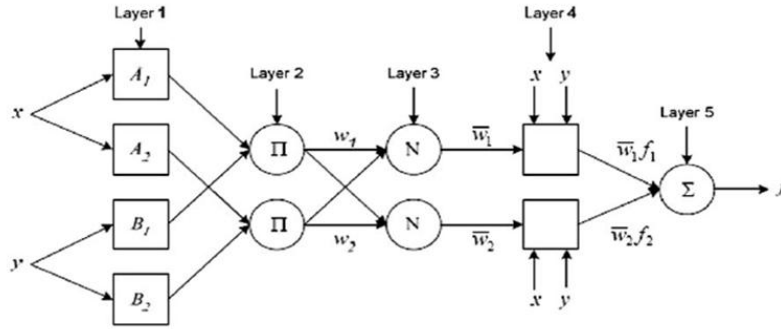 Layer 1
Layer 4
Layer 2
Layer 3
x y
A₁
w₁
w̅₁
Layer 5
x
Π
N
w̅₁f₁
A₂
Σ
B₁
Π
N
w̅₂f₂
y
w₂
w̅₂
B₂
x y